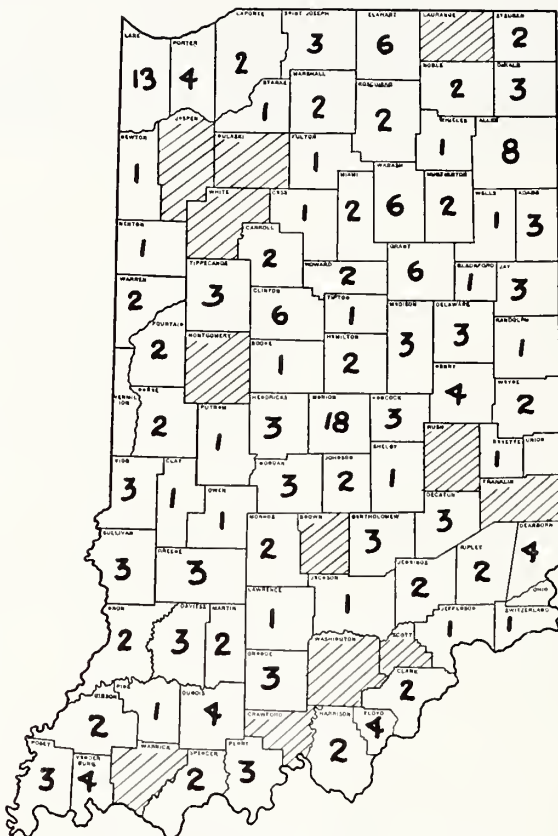 LAKE
13
PORTER
4
LAPORTE
2
SAINT JOSEPH
3
ELKHART
6
LAGRANGE
STEUBEN
2
NOBLE
2
DEKALB
3
STARKE
1
MARSHALL
2
KOSCIUSKO
2
WHITLEY
1
ALLEN
8
NEWTON
1
JASPER
PULASKI
FULTON
1
MIAMI
2
WABASH
6
HUNTINGTON
2
WELLS
1
ADAMS
3
WHITE
CASS
1
CARROLL
2
BENTON
1
TIPPECANOE
3
HOWARD
2
GRANT
6
BLACKFORD
1
JAY
3
WARREN
2
CLINTON
6
TIPTON
1
MADISON
3
DELAWARE
3
RANDOLPH
1
FOUNTAIN
2
MONTGOMERY
BOONE
1
HAMILTON
2
HENRY
4
WAYNE
2
VERMIL-
ION
PARKE
2
PUTNAM
1
HENDRICKS
3
MARION
18
HANCOCK
3
RUSH
FAYETTE
1
UNION
VIGO
3
CLAY
1
OWEN
1
MORGAN
3
JOHNSON
2
SHELBY
1
DECATUR
3
FRANKLIN
SULLIVAN
3
GREENE
3
MONROE
2
BROWN
BARTHOLOMEW
3
JENNINGS
2
RIPLEY
2
DEARBORN
4
OHIO
KNOX
2
DAVIESS
3
MARTIN
2
LAWRENCE
1
JACKSON
1
JEFFERSON
1
SWITZERLAND
1
ORANGE
3
WASHINGTON
SCOTT
CLARK
2
GIBSON
2
PIKE
1
DUBOIS
4
CRAWFORD
HARRISON
2
FLOYD
4
POSEY
3
VANDER
BURG
4
WARRICK
SPENCER
2
PERRY
3